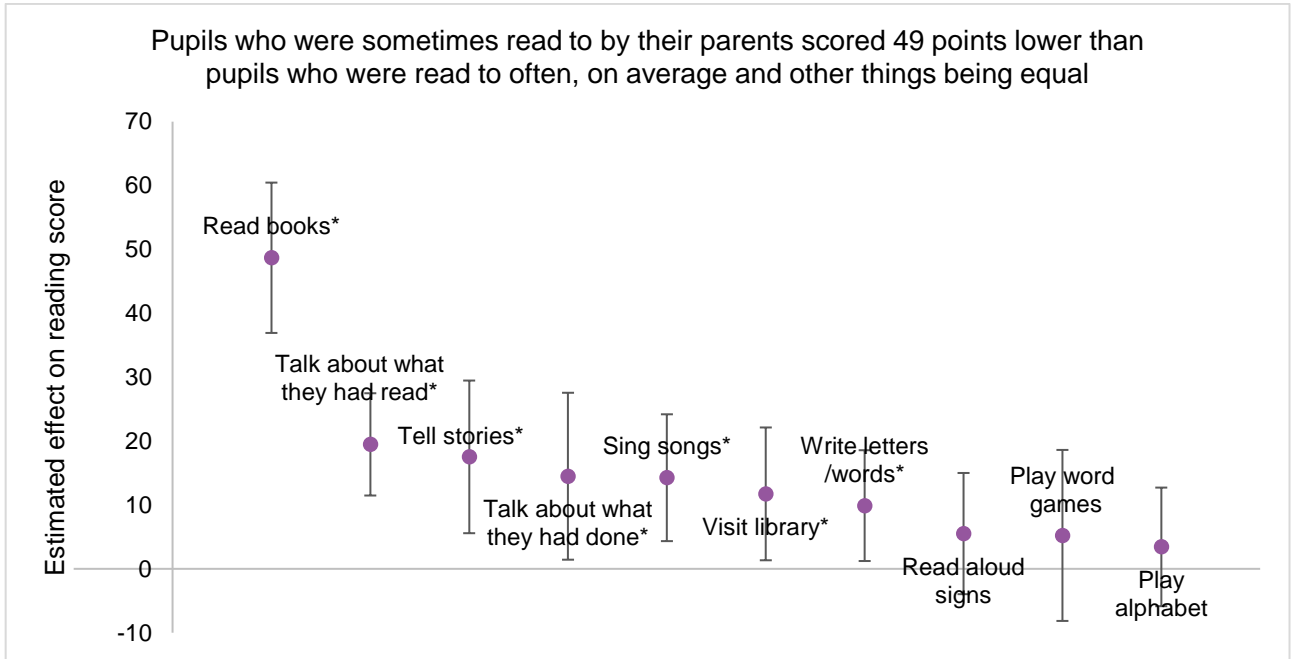 Pupils who were sometimes read to by their parents scored 49 points lower than
pupils who were read to often, on average and other things being equal
Estimated effect on reading score
70
60
50
40
30
20
10
0
-10
Read books*
Talk about what
they had read*
Tell stories*
Talk about what
they had done*
Sing songs*
Visit library*
Write letters
/words*
Read aloud
signs
Play word
games
Play
alphabet